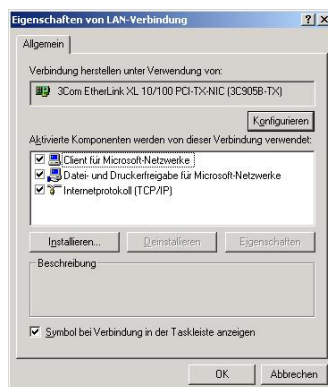 Eigenschaften von LAN-Verbindung
Allgemein
Verbindung herstellen unter Verwendung von:
3Com EtherLink XL 10/100 PCI-TX-NIC (3C905B-TX)
Konfigurieren
Aktivierte Komponenten werden von dieser Verbindung verwendet:
Client für Microsoft-Netzwerke
Datei- und Druckerfreigabe für Microsoft-Netzwerke
Internetprotokoll (TCP/IP)
Installieren... Deinstallieren Eigenschaften
Beschreibung
Symbol bei Verbindung in der Taskleiste anzeigen
OK Abbrechen